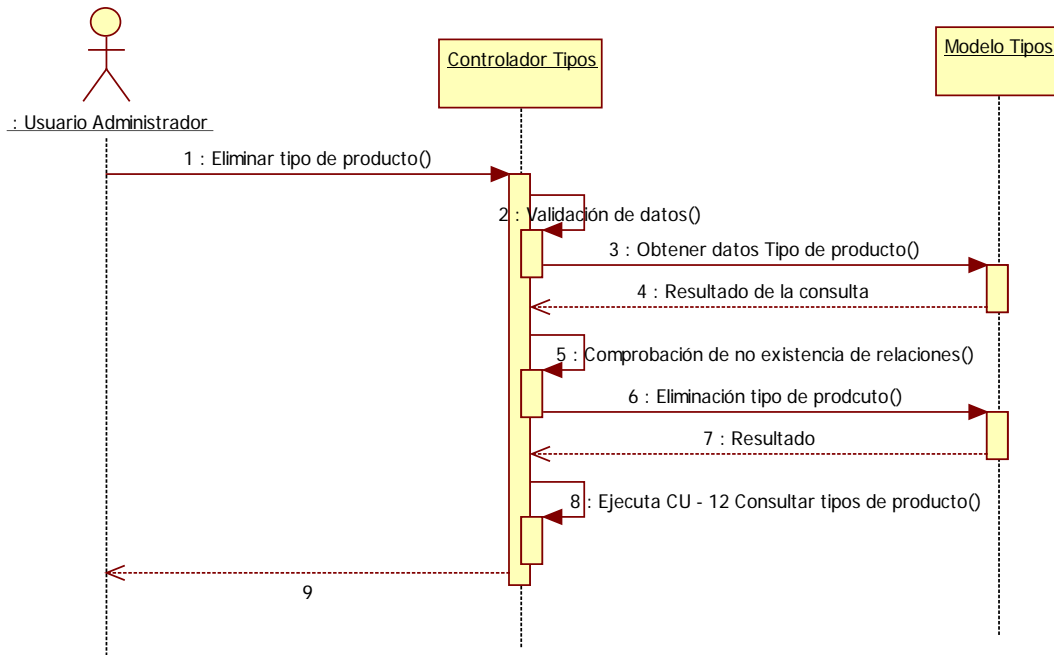 Controlador Tipos
Modelo Tipos
: Usuario Administrador
1 : Eliminar tipo de producto()
2 : Validación de datos()
3 : Obtener datos Tipo de producto()
4 : Resultado de la consulta
5 : Comprobación de no existencia de relaciones()
6 : Eliminación tipo de prodcuto()
7 : Resultado
8 : Ejecuta CU - 12 Consultar tipos de producto()
9